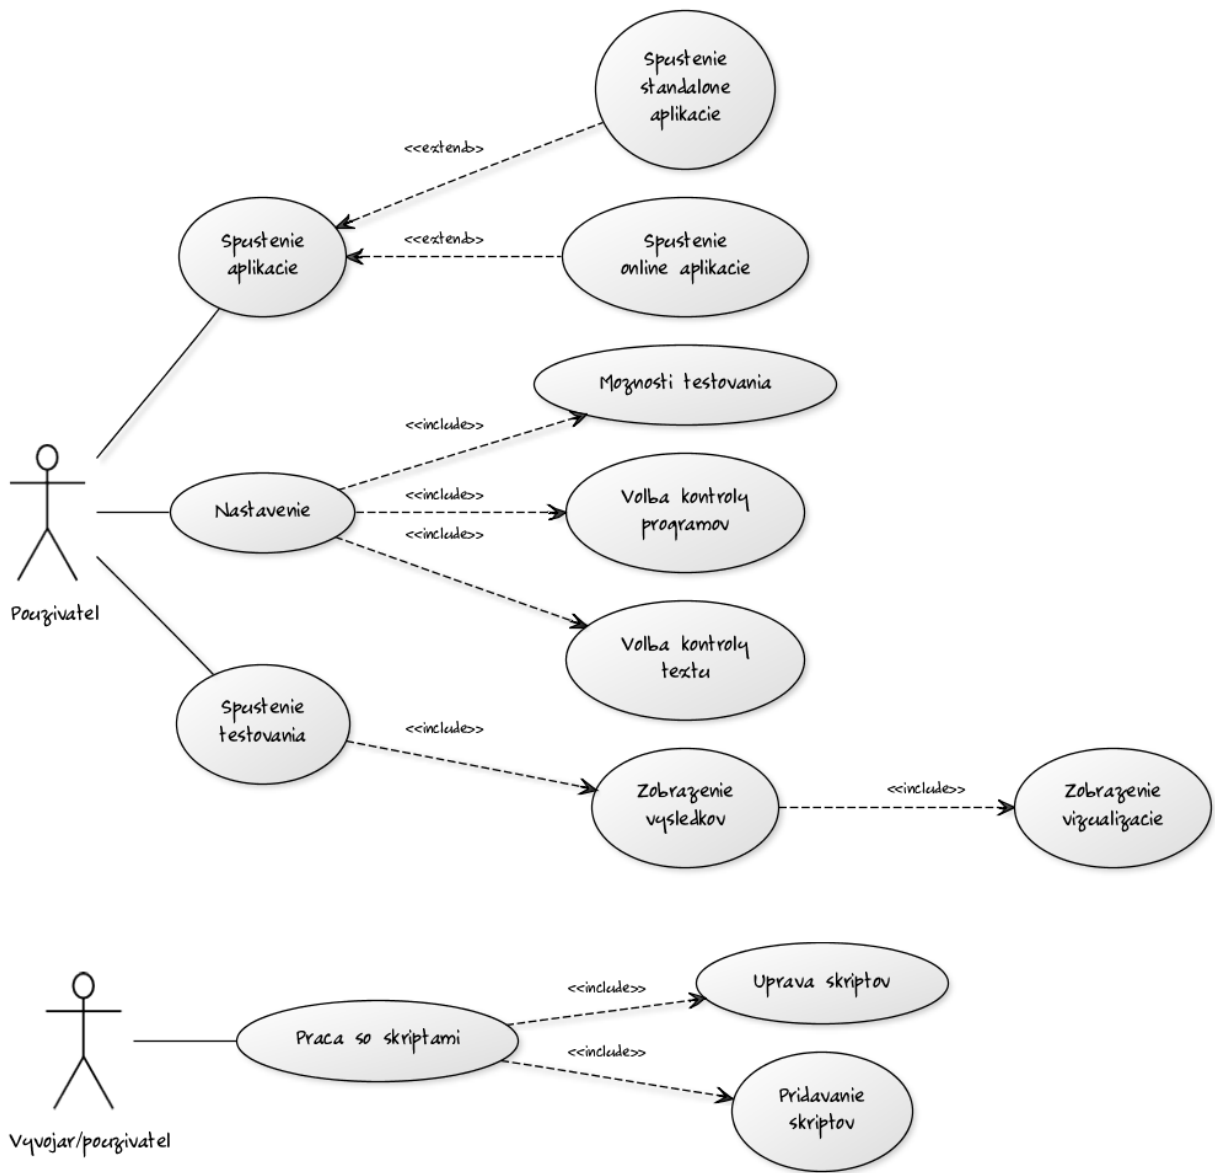 Spustenie
standalone
aplikacie
<<extend>>
Spustenie
aplikacie
<<extend>>
Spustenie
online aplikacie
Moznosti testovania
<<include>>
Nastavenie
<<include>>
Volba kontroly
programov
<<include>>
Pouzivatel
Volba kontroly
textu
Spustenie
testovania
<<include>>
Zobrazenie
vysledkov
<<include>>
Zobrazenie
vizualizacie
Uprava skriptov
<<include>>
Praca so skriptami
<<include>>
Pridavanie
skriptov
Vyvojar/pouzivatel